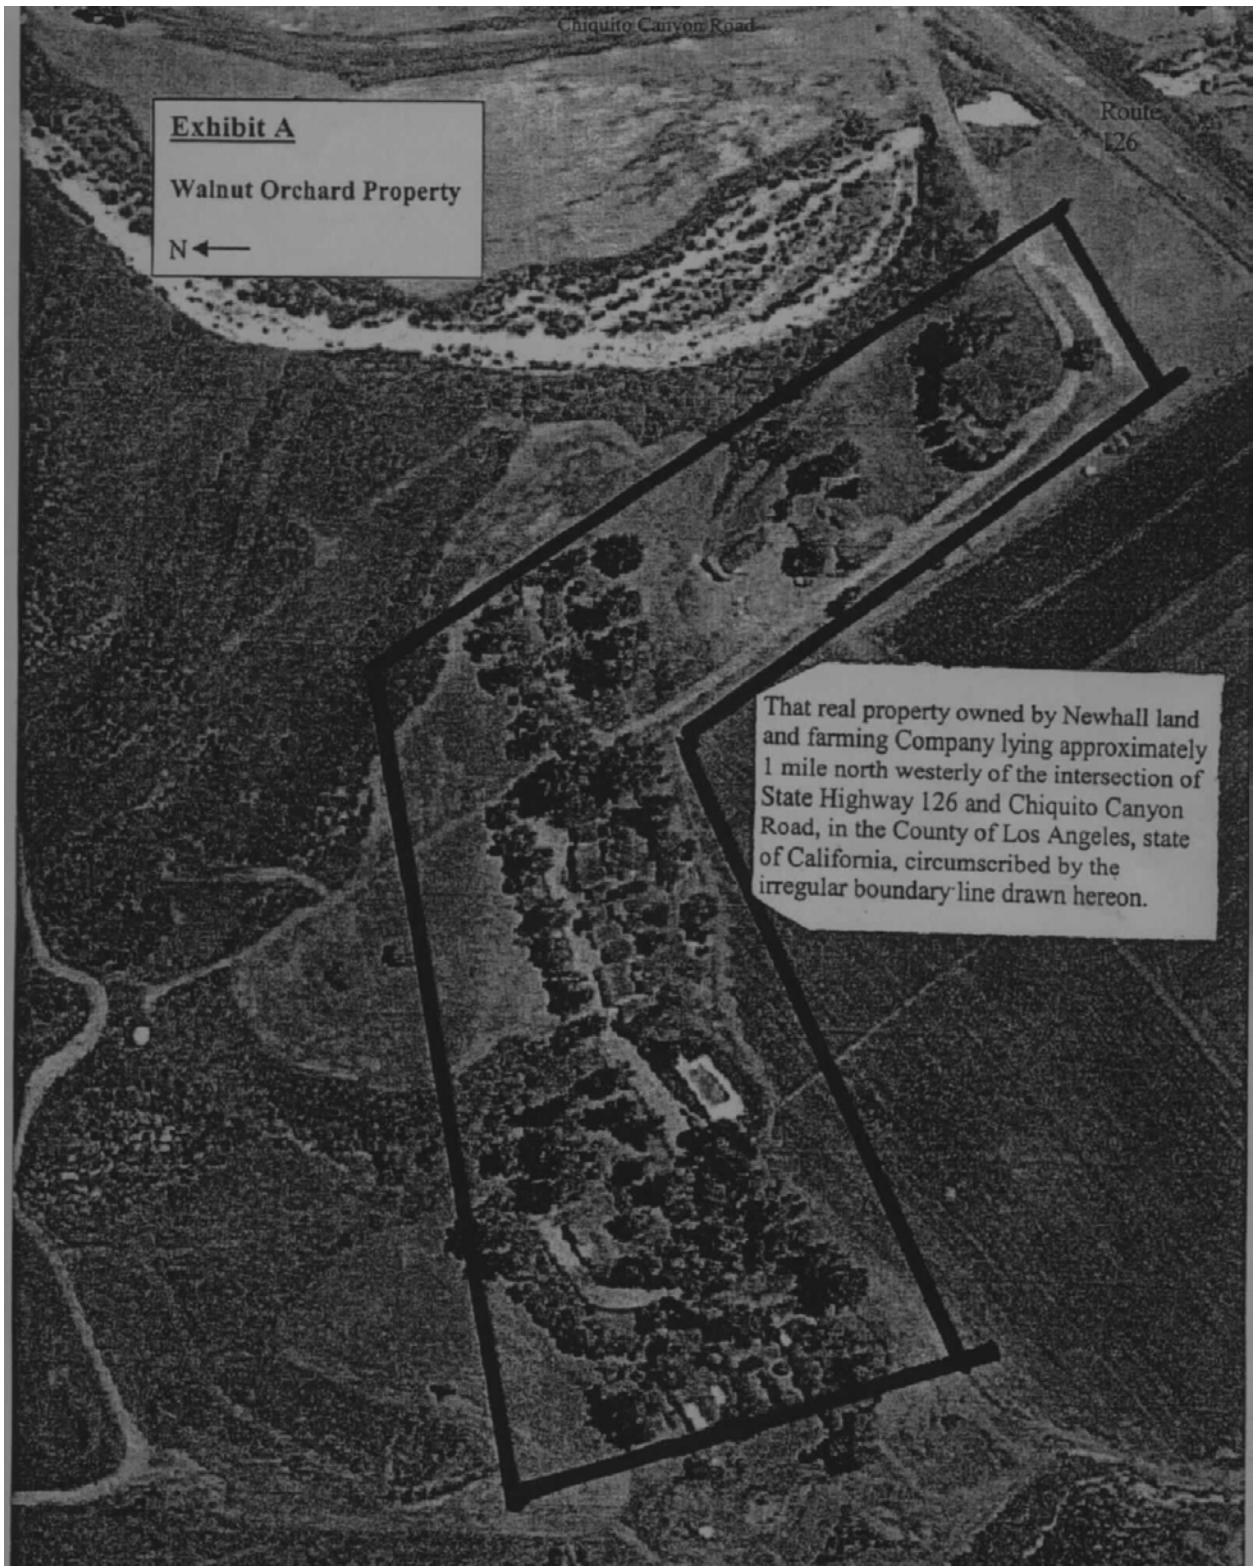 Chiquito Canyon Road
Exhibit A
Walnut Orchard Property
N
Route
126
That real property owned by Newhall land
and farming Company lying approximately
1 mile north westerly of the intersection of
State Highway 126 and Chiquito Canyon
Road, in the County of Los Angeles, state
of California, circumscribed by the
irregular boundary line drawn hereon.